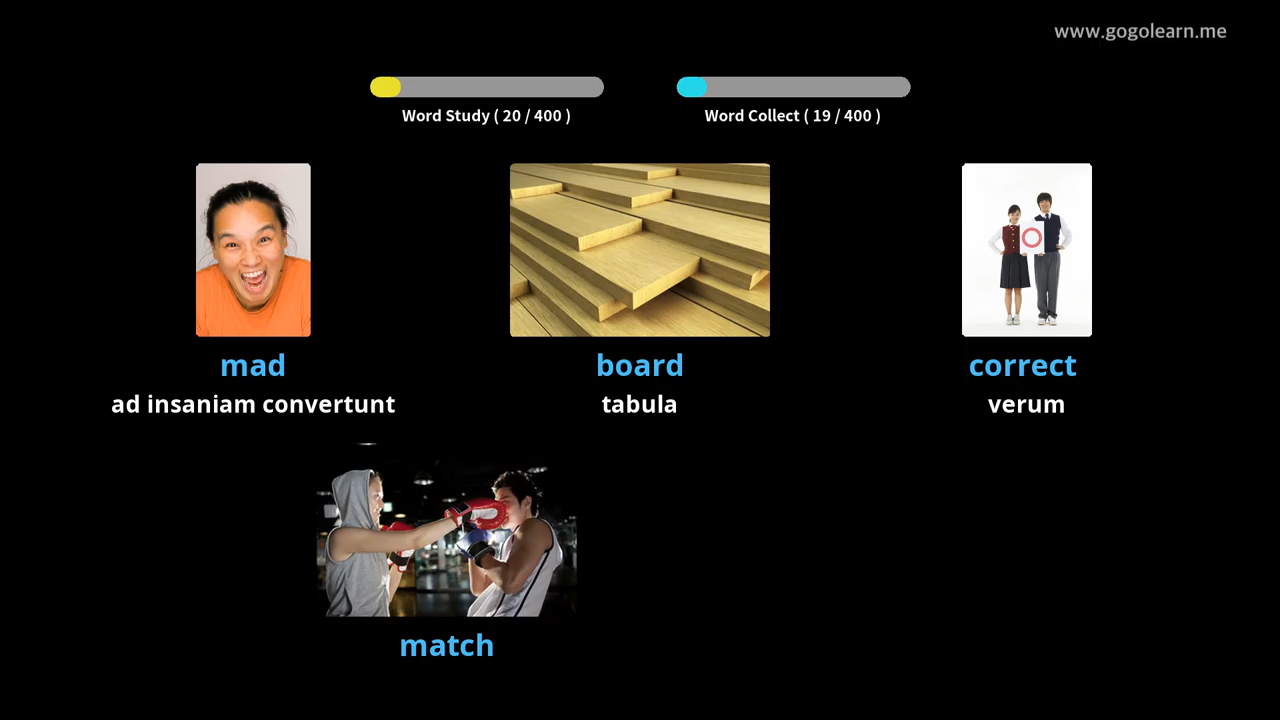 www.gogolearn.me
Word Study ( 20 / 400 )
Word Collect ( 19 / 400 )
mad
board
correct
ad insaniam convertunt
tabula
verum
match